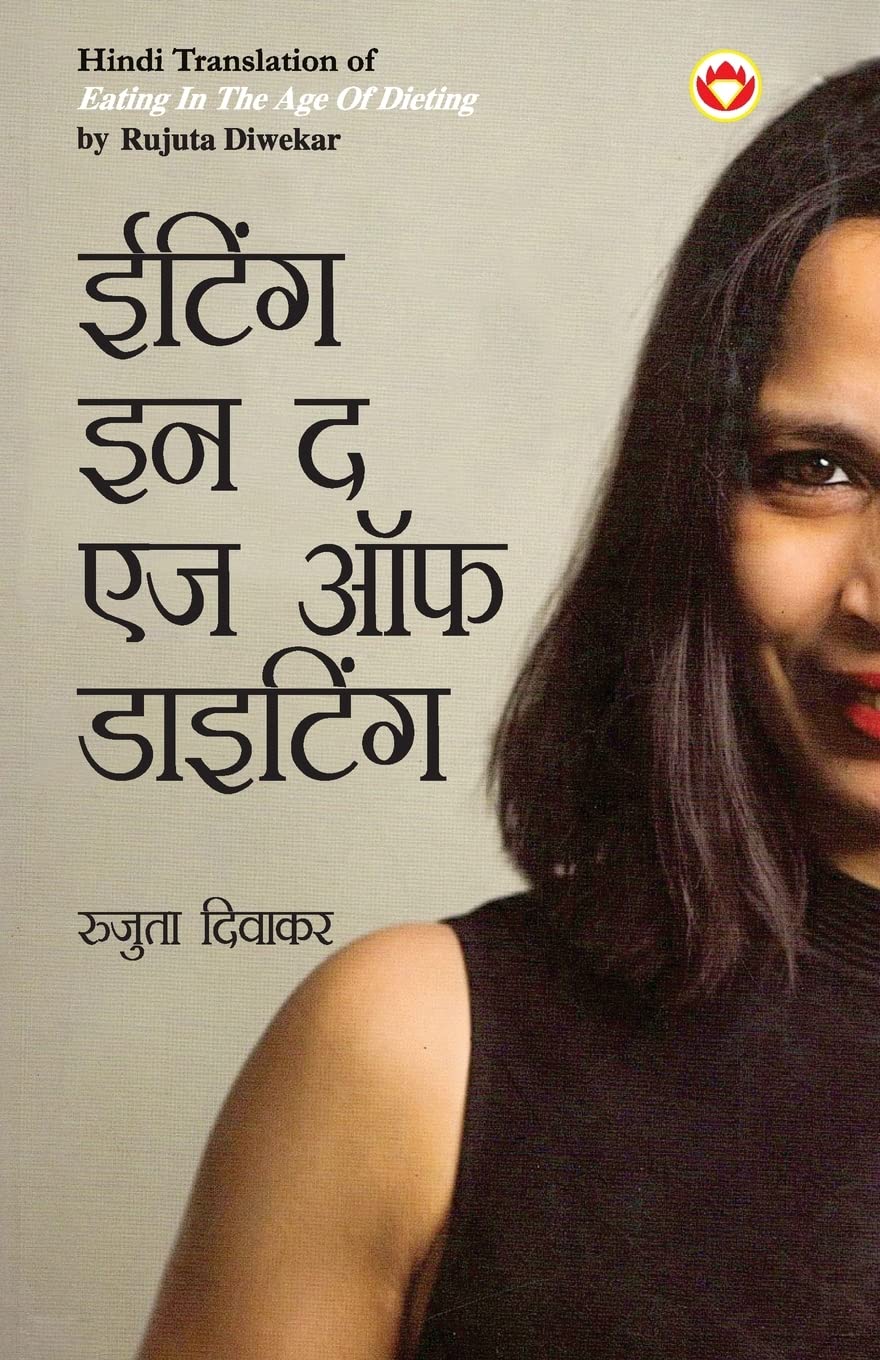 Hindi Translation of
Eating In The Age Of Dieting
by Rujuta Diwekar
ईटिंग
इन द
एज ऑफ
डाइटिंग
रुजुता दिवाकर